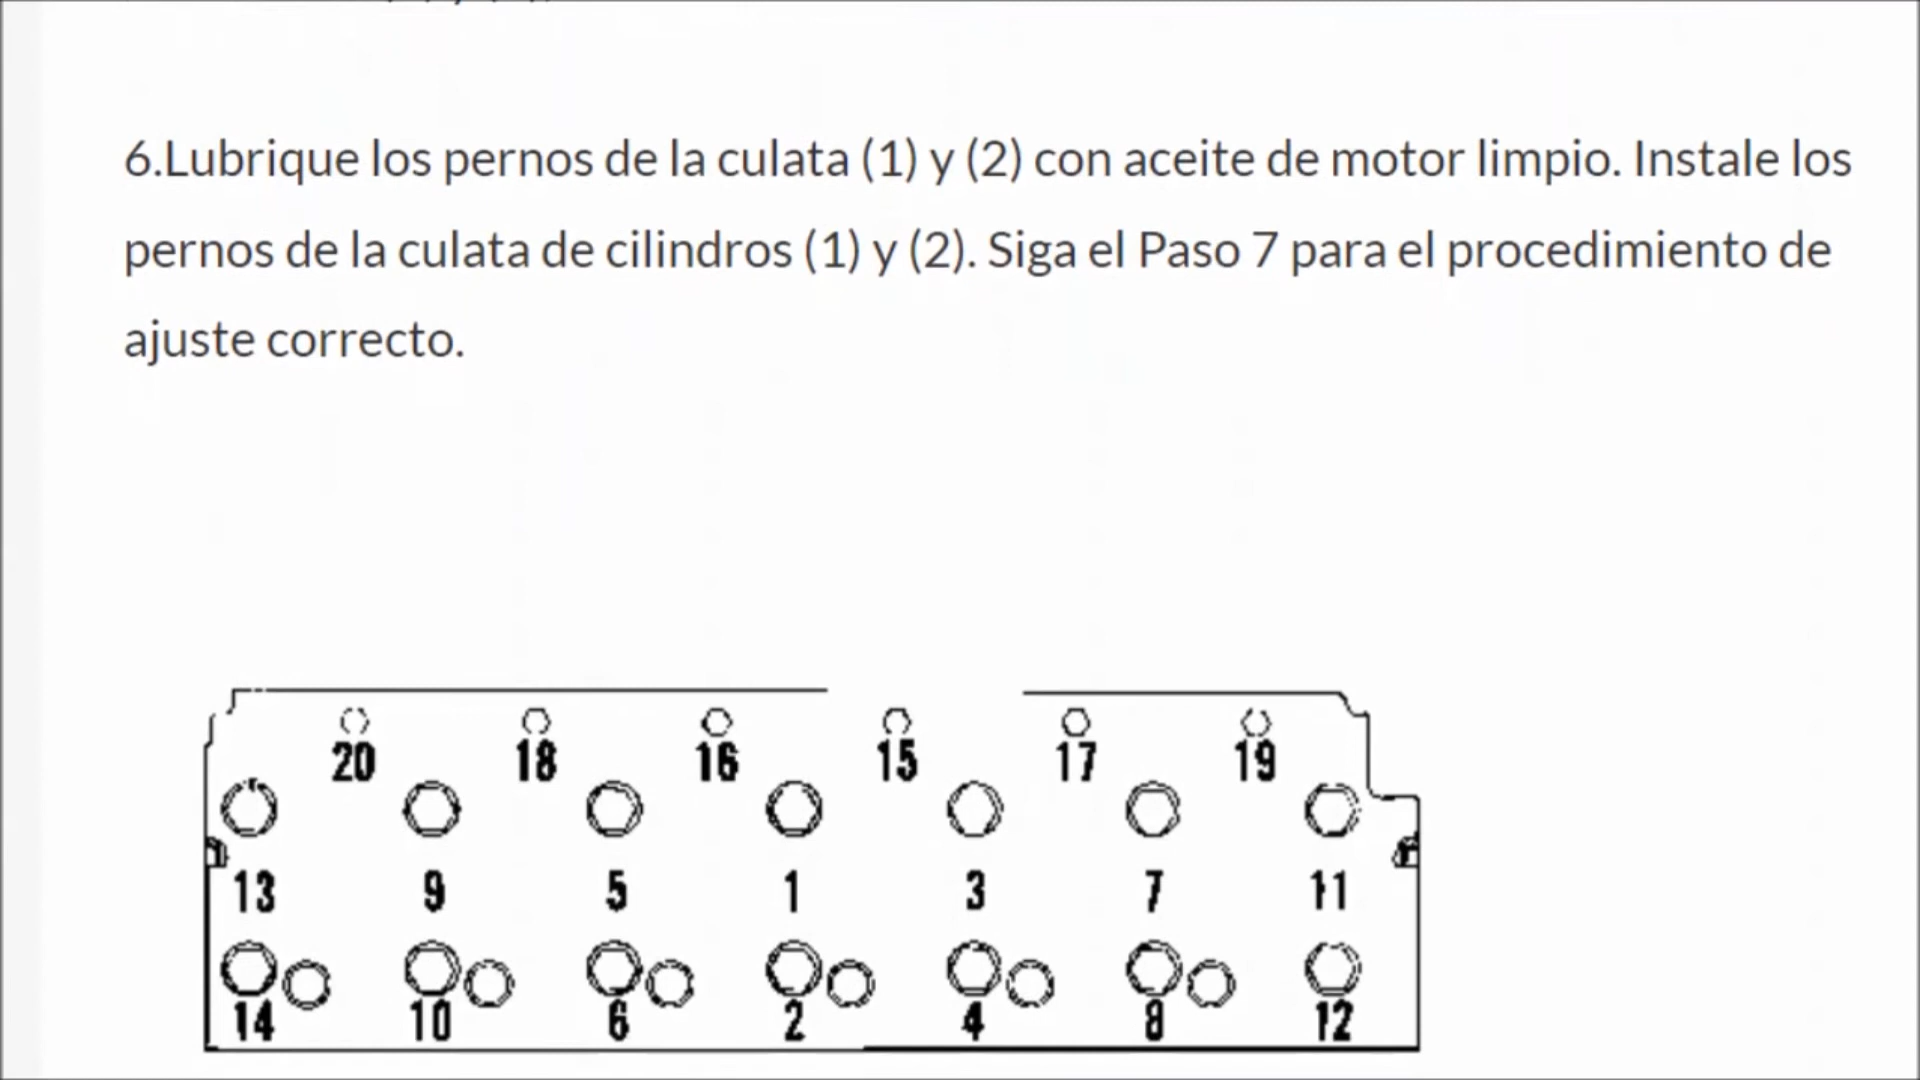 6.Lubrique los pernos de la culata (1) y (2) con aceite de motor limpio. Instale los
pernos de la culata de cilindros (1) y (2). Siga el Paso 7 para el procedimiento de
ajuste correcto.
20 18 16 15 17 19
13 9 5 1 3 7 11
14 10 6 2 4 8 12